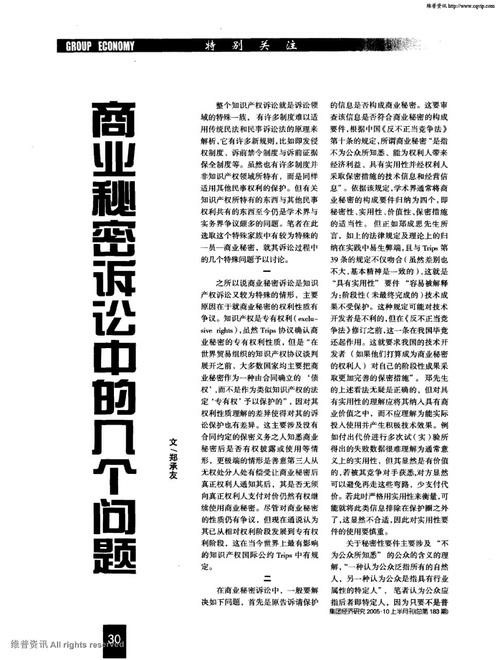 维普资讯 http://www.cqvip.com
GROUP ECONOMY
特别关注
商业秘密诉讼中的几个问题
文/郑承友
整个知识产权诉讼就是诉讼领
域的特殊一族，有许多制度难以适
用传统民法和民事诉讼法的原理来
解析,它有许多新规则,比如即发侵
权制度、诉前禁令制度与诉前证据
保全制度等。虽然也有许多制度并
非知识产权领域所特有，而是同样
适用其他民事权利的保护。但有关
知识产权所特有的东西与其他民事
权利共有的东西至今仍是学术界与
实务界争议颇多的问题。笔者在此
选取这个特殊家族中有较为特殊的
一员—商业秘密，就其诉讼过程中
的几个特殊问题予以讨论。
一
之所以说商业秘密诉讼是知识
产权诉讼又较为特殊的情形，主要
原因在于就商业秘密的权利性质有
争议。知识产权是专有权利(exclu-
sive rights),虽然 Trips 协议确认商
业秘密的专有权利性质，但是“在
世界贸易组织的知识产权协议谈判
展开之前，大多数国家均主要把商
业秘密作为一种由合同确立的‘债
权’,而不是作为类似知识产权的法
定‘专有权’予以保护的”，因对其
权利性质理解的差异使得对其的诉
讼保护也有差异。这主要涉及没有
合同约定的保密义务之人知悉商业
秘密后是否有权披露或使用等情
形，更极端的情形是善意第三人从
无权处分人处有偿受让商业秘密后
真正权利人通知其后，其是否无须
向真正权利人支付对价仍然有权继
续使用商业秘密。尽管对商业秘密
的性质仍有争议，但现在通说认为
其已从相对权利阶段发展到专有权
利阶段，这在当今世界上最有影响
的知识产权国际公约 Trips 中有规
定。
二
在商业秘密诉讼中，一般要解
决如下问题，首先是原告诉请保护
的信息是否构成商业秘密。这要审
查该信息是否符合商业秘密的构成
要件,根据中国《反不正当竞争法》
第十条的规定,所谓商业秘密“是指
不为公众所知悉、能为权利人带来
经济利益、具有实用性并经权利人
采取保密措施的技术信息和经营信
息”。依据该规定,学术界通常将商
业秘密的构成要件归纳为四个,即
秘密性、实用性、价值性、保密措施
的适当性。但正如郑成思先生所
言，如上的法律规定及理论上的归
纳在实践中易生弊端,且与 Trips 第
39 条的规定不仅吻合(虽然差别也
不大,基本精神是一致的),这就是
“具有实用性”要件“容易被解释
为:阶段性(未最终完成的)技术成
果不受保护。这种规定可能对技术
开发者是不利的,但在《反不正当竞
争法》修订之前,这一条在我国毕竟
还起作用。这就要求我国的技术开
发者（如果他们打算成为商业秘密
的权利人）对自己的阶段性成果采
取更加完善的保密措施”。郑先生
的上述看法无疑是正确的，但对具
有实用性的理解应将其纳入具有商
业价值之中，而不应理解为能实际
投入使用并产生积极技术效果。例
如付出代价进行多次试（实）验所
得出的失败数据很难理解为通常意
义上的实用性，但其显然是有价值
的,若被其竞争对手获悉,对方显然
可以避免再走这些弯路，少支付代
价。若此时严格用实用性来衡量,可
能就将此类信息排除在保护圈之外
了,这显然不合适,因此对实用性要
件的使用要慎重。
关于秘密性要件主要涉及“不
为公众所知悉”的公众的含义的理
解,“一种认为公众泛指所有的自然
人，另一种认为公众是指具有行业
属性的特定人”，笔者认为公众应
指后者即特定人，因为只要不是普
集团经济研究 2005·10 上半月刊(总第 183 期)
30
维普资讯 All rights reserved